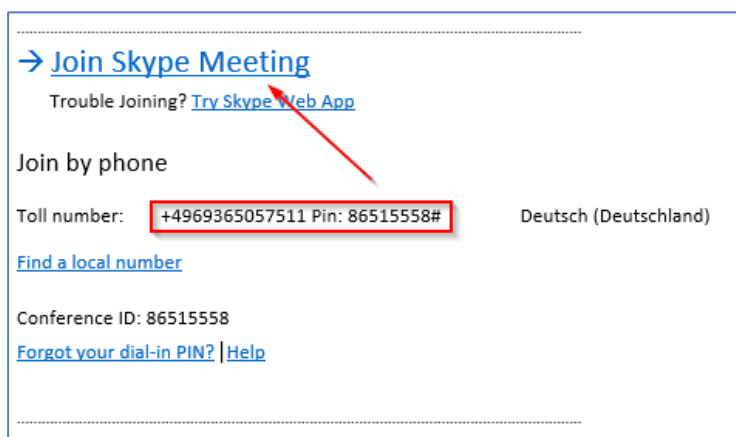 → Join Skype Meeting
Trouble Joining? Try Skype Web App
Join by phone
Toll number: +4969365057511 Pin: 86515558# Deutsch (Deutschland)
Find a local number
Conference ID: 86515558
Forgot your dial-in PIN? | Help